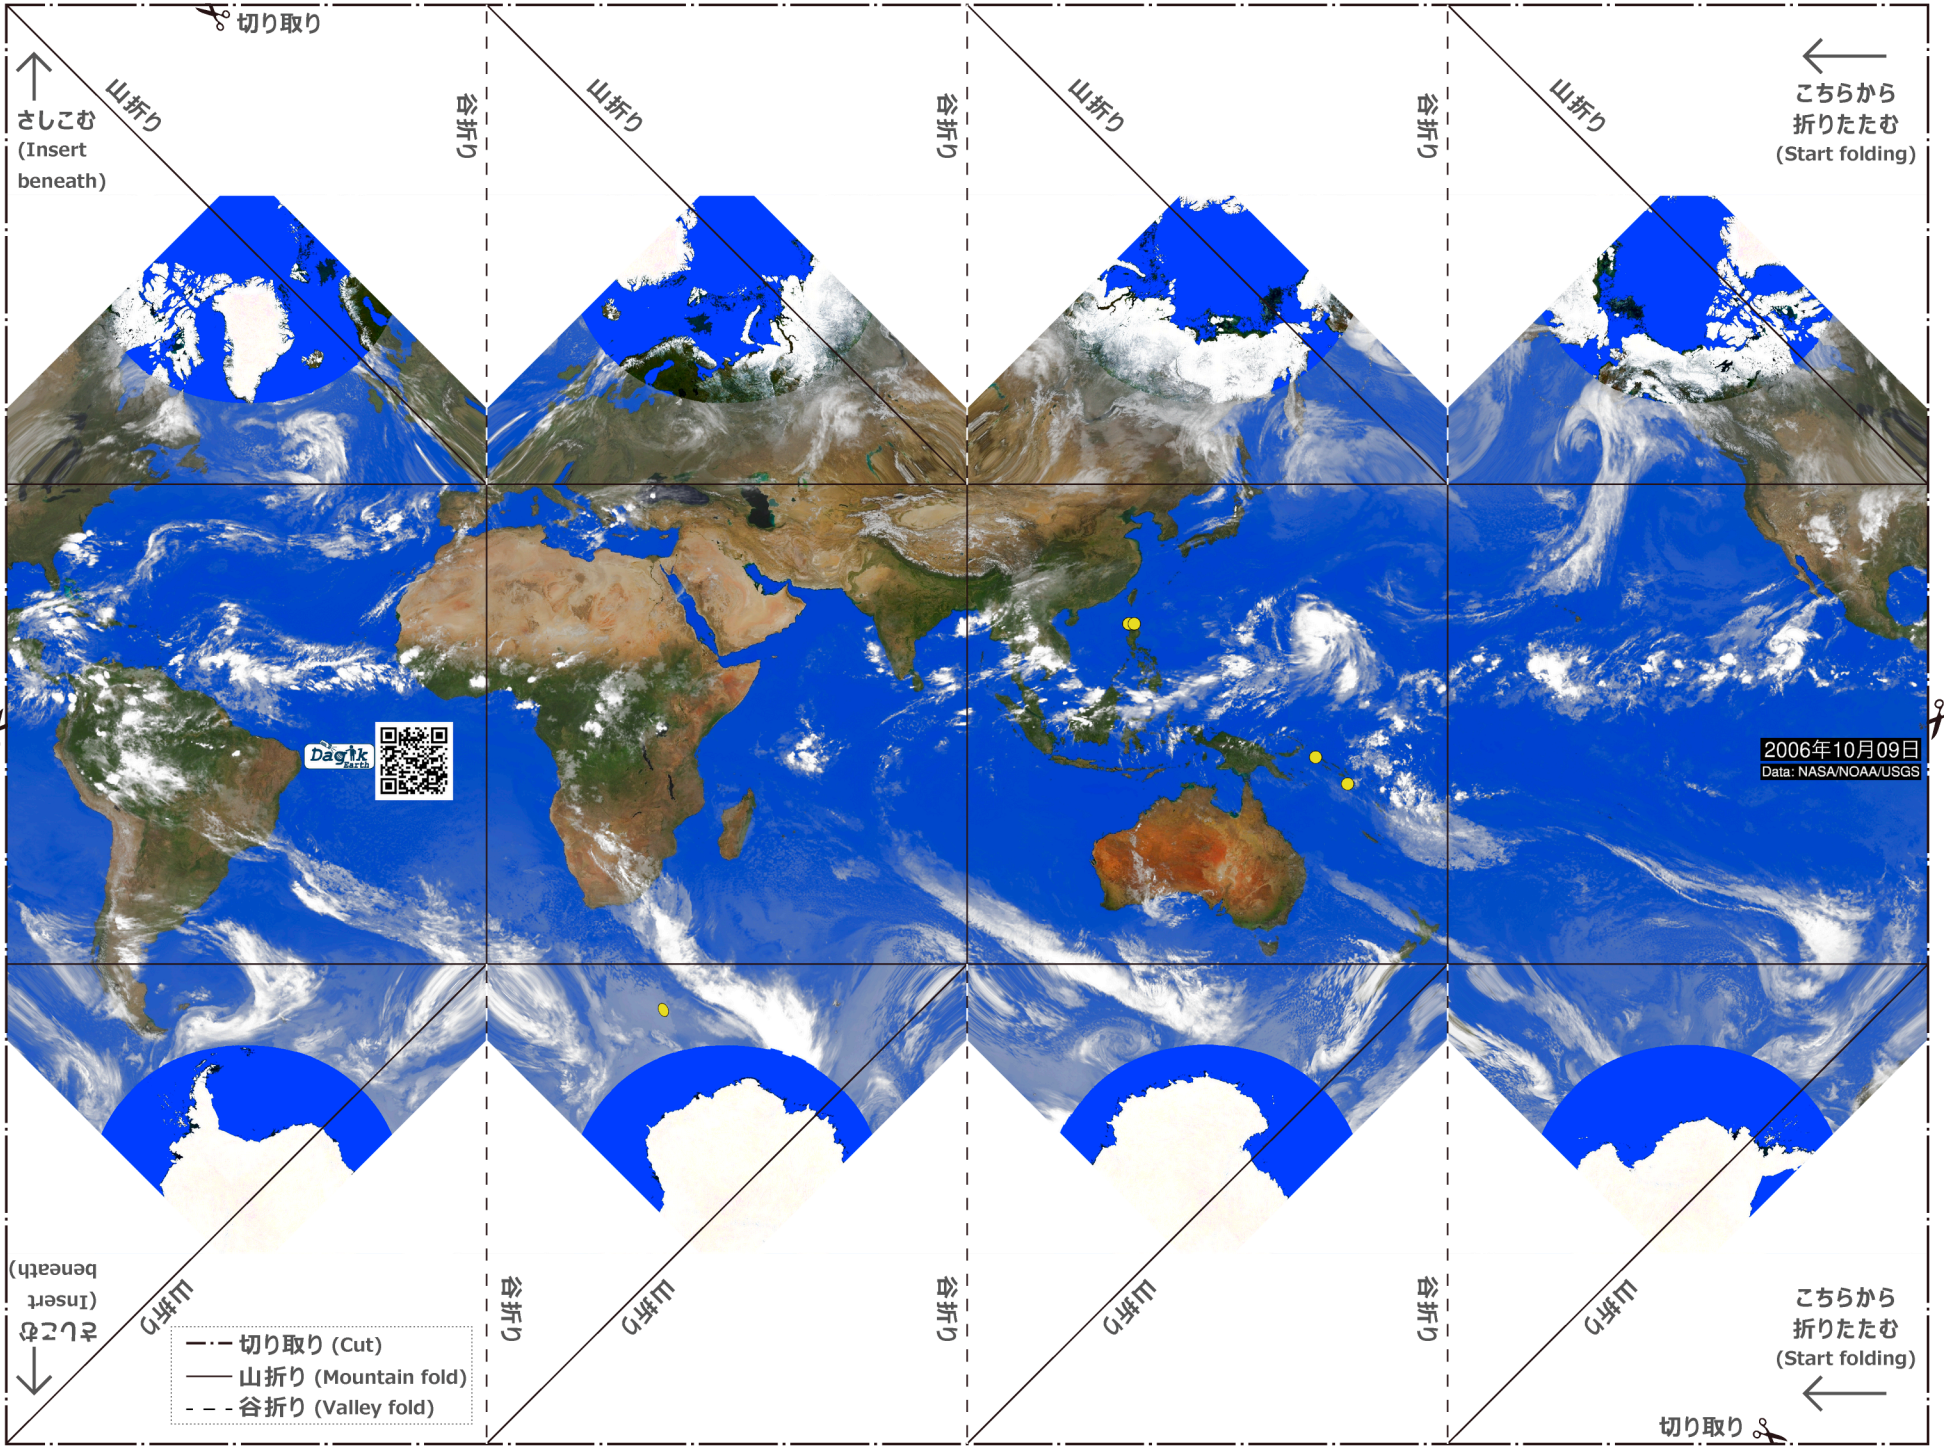 切り取り
山折り
谷折り
山折り
谷折り
山折り
谷折り
山折り
さしこむ
(Insert
beneath)
こちらから
折りたたむ
(Start folding)
Dagik
Earth
2006年10月09日
Data: NASA/NOAA/USGS
さしこむ
(Insert
beneath)
山折り
谷折り
山折り
谷折り
山折り
谷折り
山折り
こちらから
折りたたむ
(Start folding)
切り取り (Cut)
山折り (Mountain fold)
谷折り (Valley fold)
切り取り